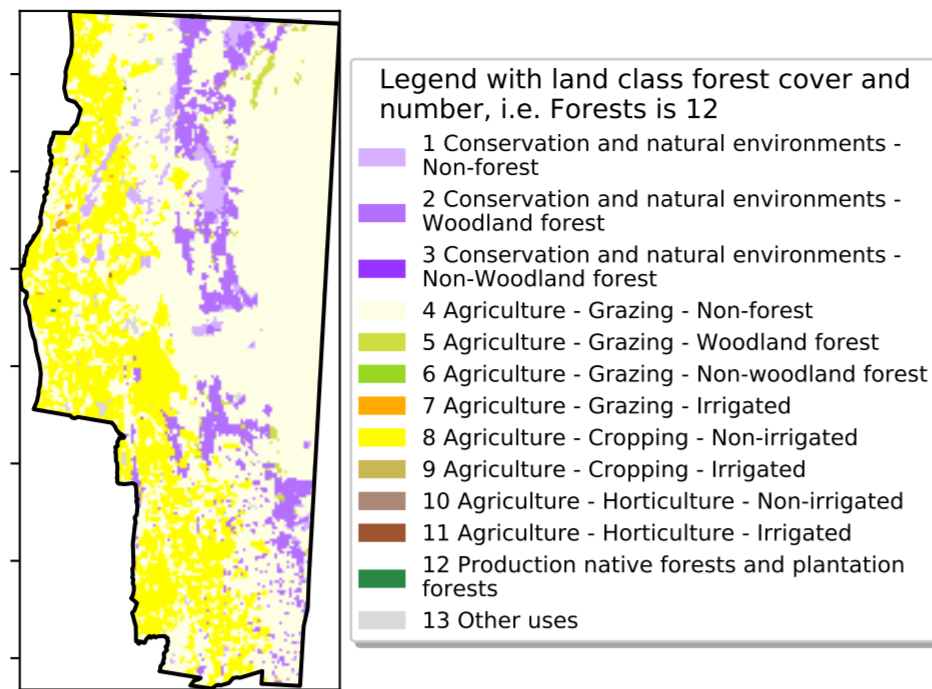 Legend with land class forest cover and
number, i.e. Forests is 12
1 Conservation and natural environments -
Non-forest
2 Conservation and natural environments -
Woodland forest
3 Conservation and natural environments -
Non-Woodland forest
4 Agriculture - Grazing - Non-forest
5 Agriculture - Grazing - Woodland forest
6 Agriculture - Grazing - Non-woodland forest
7 Agriculture - Grazing - Irrigated
8 Agriculture - Cropping - Non-irrigated
9 Agriculture - Cropping - Irrigated
10 Agriculture - Horticulture - Non-irrigated
11 Agriculture - Horticulture - Irrigated
12 Production native forests and plantation
forests
13 Other uses